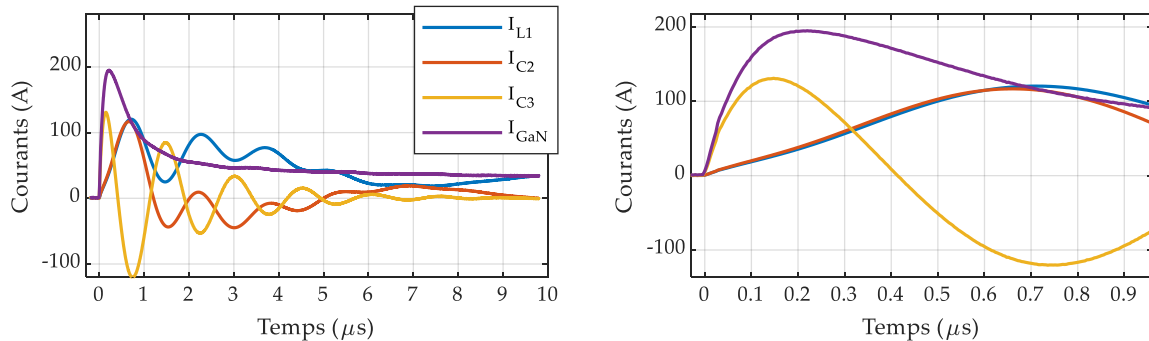 200
100
0
-100
Courants (A)
0 1 2 3 4 5 6 7 8 9 10
Temps (μs)
I_L1
I_C2
I_C3
I_GaN
200
100
0
-100
Courants (A)
0 0.1 0.2 0.3 0.4 0.5 0.6 0.7 0.8 0.9
Temps (μs)